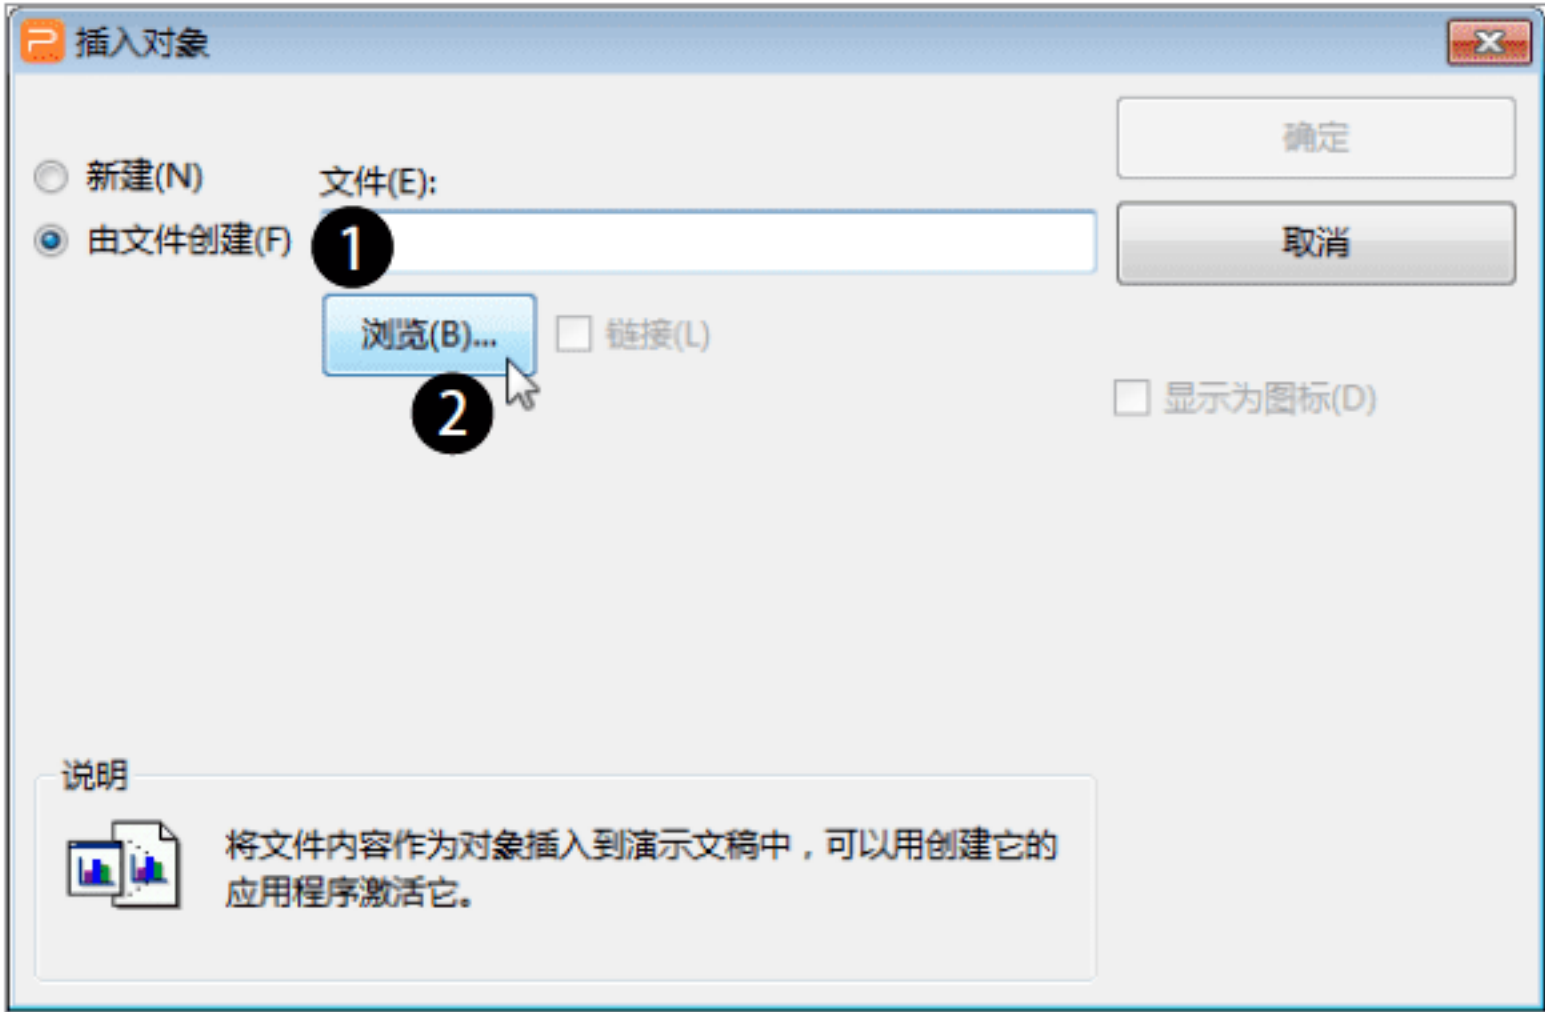 插入对象
确定
新建(N)
文件(E):
由文件创建(F)
1
取消
浏览(B)...
链接(L)
2
显示为图标(D)
说明
将文件内容作为对象插入到演示文稿中，可以用创建它的
应用程序激活它。